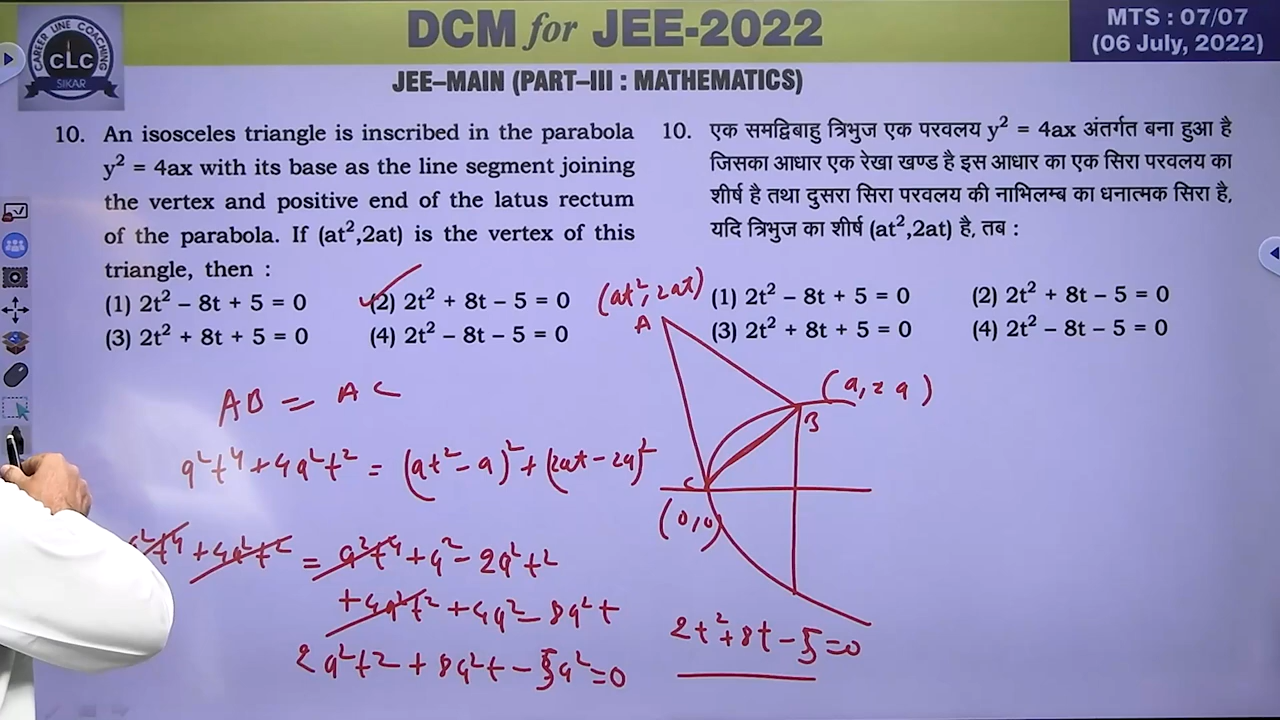 CAREER LINE COACHING
CLC
SIKAR
DCM for JEE-2022
MTS : 07/07
(06 July, 2022)
JEE–MAIN (PART–III : MATHEMATICS)
10. An isosceles triangle is inscribed in the parabola
y² = 4ax with its base as the line segment joining
the vertex and positive end of the latus rectum
of the parabola. If (at²,2at) is the vertex of this
triangle, then :
(1) 2t² – 8t + 5 = 0 (2) 2t² + 8t – 5 = 0
(3) 2t² + 8t + 5 = 0 (4) 2t² – 8t – 5 = 0
10. एक समद्विबाहु त्रिभुज एक परवलय y² = 4ax अंतर्गत बना हुआ है
जिसका आधार एक रेखा खण्ड है इस आधार का एक सिरा परवलय का
शीर्ष है तथा दुसरा सिरा परवलय की नाभिलम्ब का धनात्मक सिरा है,
यदि त्रिभुज का शीर्ष (at²,2at) है, तब :
(1) 2t² – 8t + 5 = 0 (2) 2t² + 8t – 5 = 0
(3) 2t² + 8t + 5 = 0 (4) 2t² – 8t – 5 = 0
(at², 2at)
A
(a, 2a)
B
C
(0,0)
AB = AC
a²t⁴ + 4a²t² = (at² – a)² + (2at – 2a)²
a²t⁴ + 4a²t² = a²t⁴ + a² – 2a²t²
+ 4a²t² + 4a² – 8a²t
2a²t² + 8a²t – 5a² = 0
2t² + 8t – 5 = 0